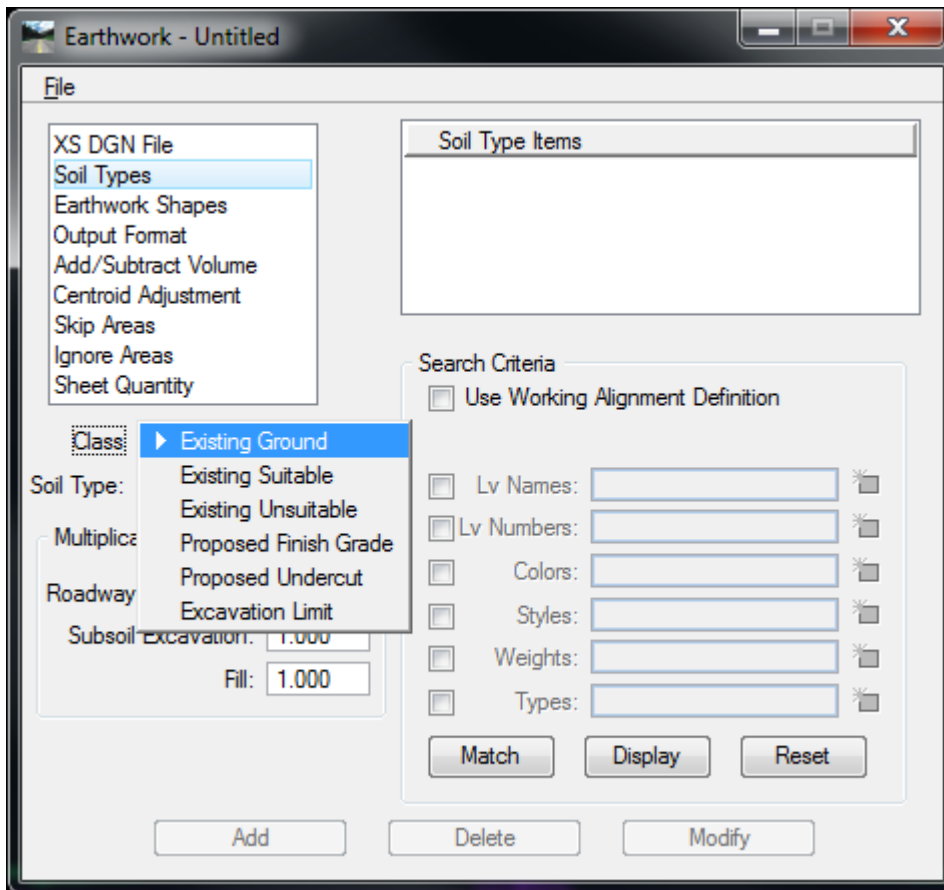 Earthwork - Untitled
File
XS DGN File
Soil Types
Earthwork Shapes
Output Format
Add/Subtract Volume
Centroid Adjustment
Skip Areas
Ignore Areas
Sheet Quantity
Soil Type Items
Class
Existing Ground
Existing Suitable
Existing Unsuitable
Proposed Finish Grade
Proposed Undercut
Excavation Limit
Soil Type:
Multiplica
Roadway
Subsoil Excavation: 1.000
Fill: 1.000
Search Criteria
Use Working Alignment Definition
Lv Names:
Lv Numbers:
Colors:
Styles:
Weights:
Types:
Match Display Reset
Add Delete Modify